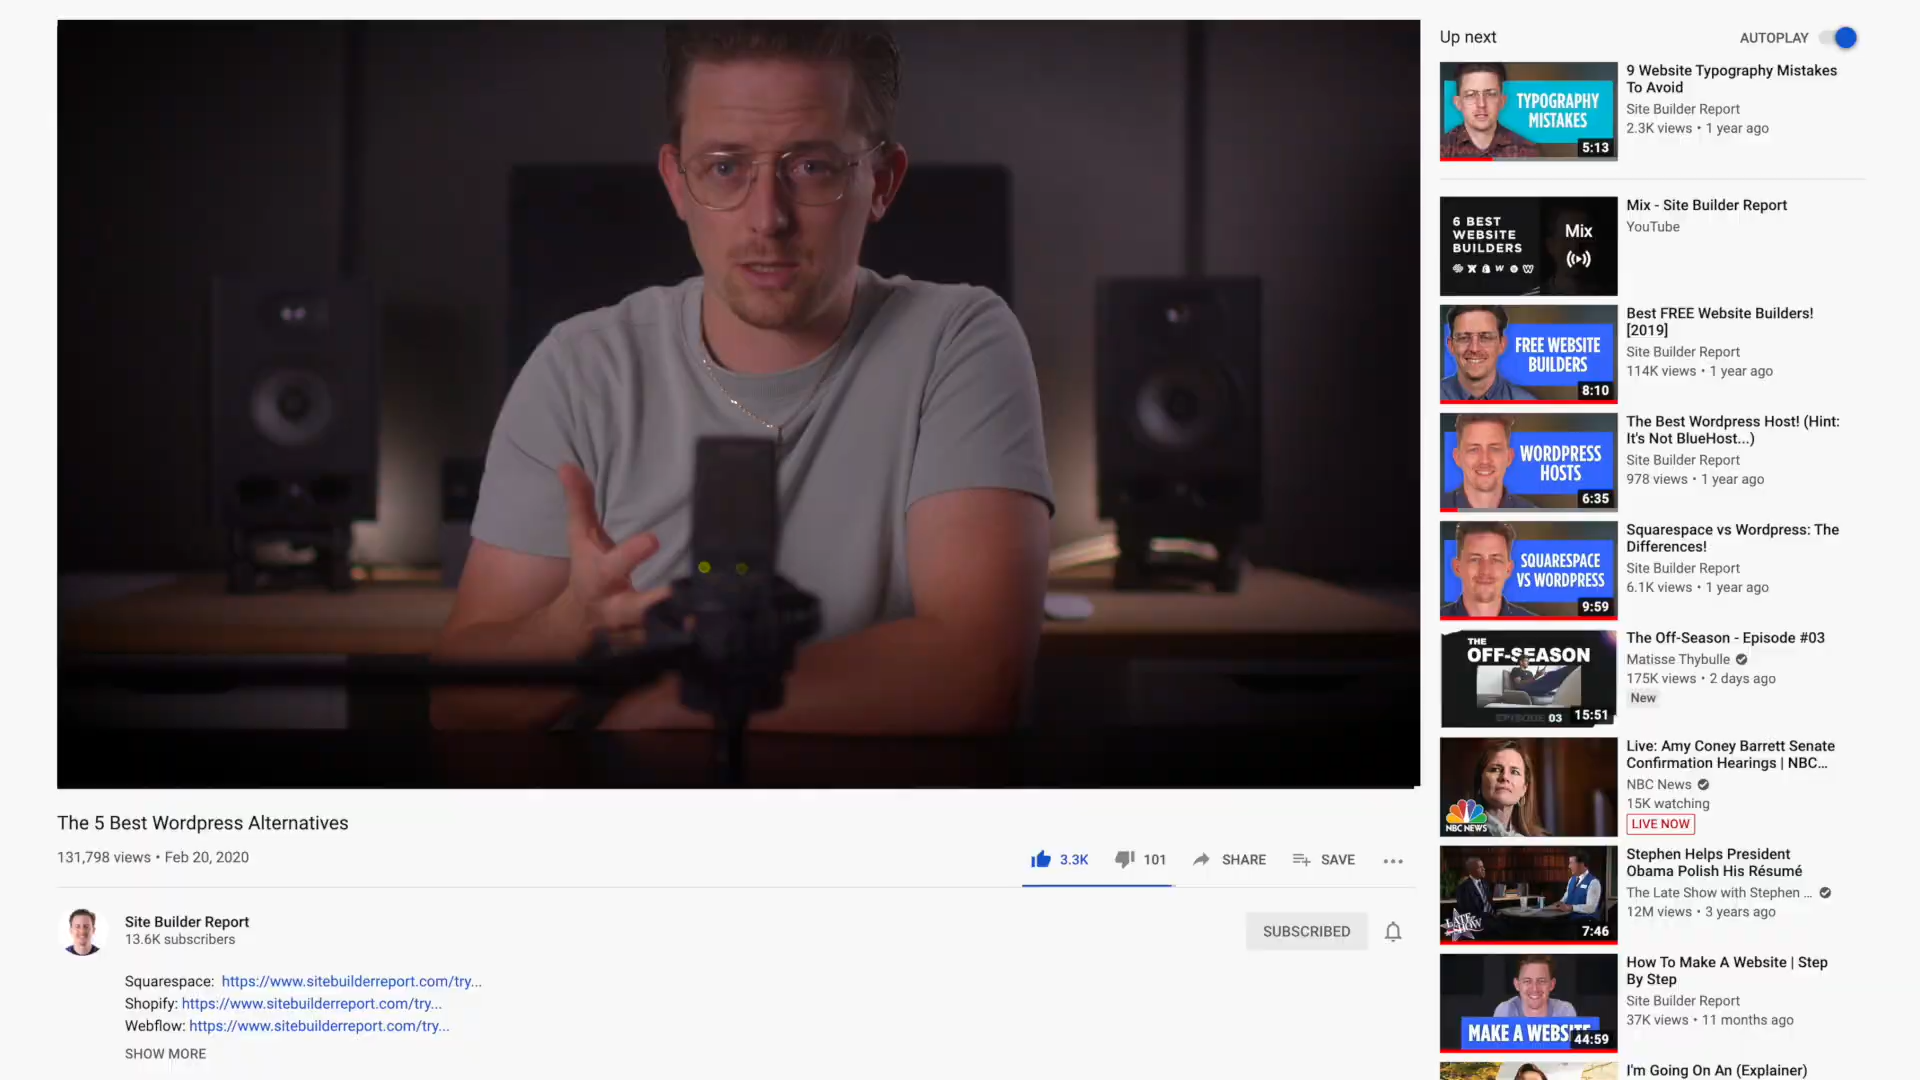 Up next
AUTOPLAY
TYPOGRAPHY
MISTAKES
5:13
9 Website Typography Mistakes
To Avoid
Site Builder Report
2.3K views • 1 year ago
6 BEST
WEBSITE
BUILDERS
Mix
Mix - Site Builder Report
YouTube
FREE WEBSITE
BUILDERS
8:10
Best FREE Website Builders!
[2019]
Site Builder Report
114K views • 1 year ago
WORDPRESS
HOSTS
6:35
The Best Wordpress Host! (Hint:
It's Not BlueHost...)
Site Builder Report
978 views • 1 year ago
SQUARESPACE
VS WORDPRESS
9:59
Squarespace vs Wordpress: The
Differences!
Site Builder Report
6.1K views • 1 year ago
THE
OFF-SEASON
EPISODE 03
15:51
The Off-Season - Episode #03
Matisse Thybulle
175K views • 2 days ago
New
NBC NEWS
Live: Amy Coney Barrett Senate
Confirmation Hearings | NBC...
NBC News
15K watching
LIVE NOW
LATE
SHOW
7:46
Stephen Helps President
Obama Polish His Résumé
The Late Show with Stephen ...
12M views • 3 years ago
MAKE A WEBSITE
44:59
How To Make A Website | Step
By Step
Site Builder Report
37K views • 11 months ago
I'm Going On An (Explainer)
The 5 Best Wordpress Alternatives
131,798 views • Feb 20, 2020
3.3K
101
SHARE
SAVE
Site Builder Report
13.6K subscribers
SUBSCRIBED
Squarespace: https://www.sitebuilderreport.com/try...
Shopify: https://www.sitebuilderreport.com/try...
Webflow: https://www.sitebuilderreport.com/try...
SHOW MORE